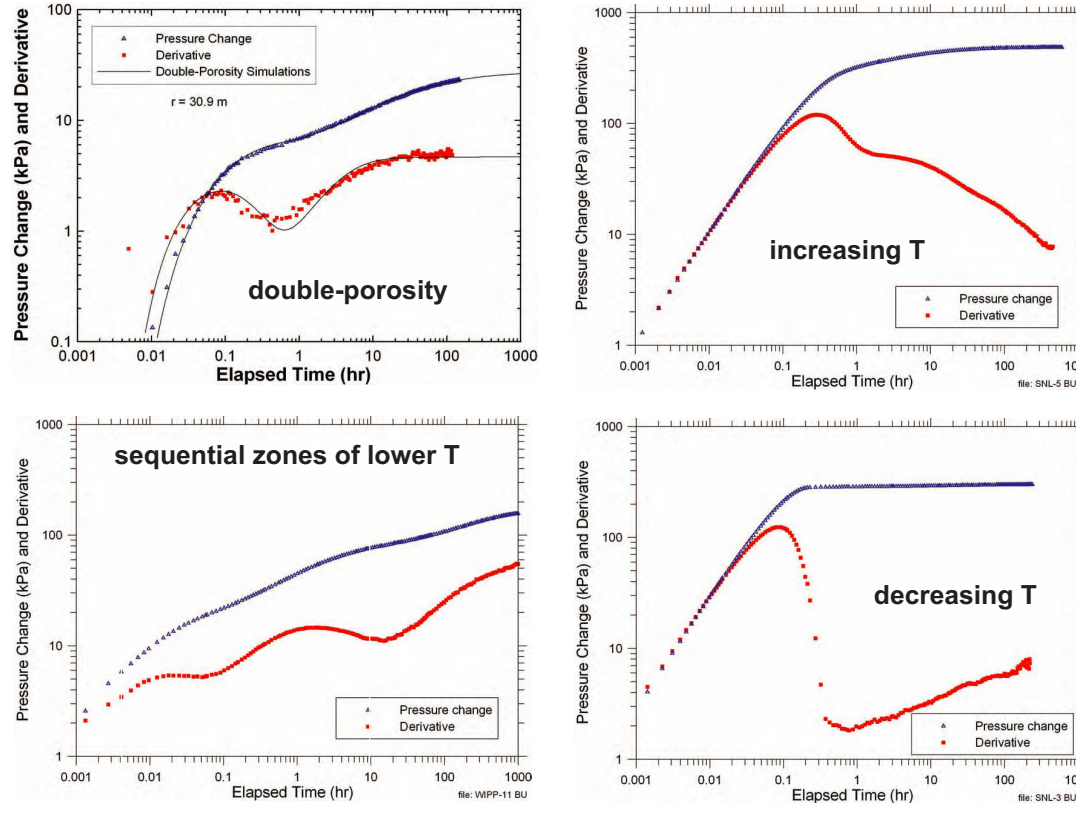 Pressure Change (kPa) and Derivative
100
10
1
0.1
Pressure Change
Derivative
Double-Porosity Simulations
r = 30.9 m
double-porosity
0.001 0.01 0.1 1 10 100 1000
Elapsed Time (hr)
Pressure Change (kPa) and Derivative
1000
100
10
1
increasing T
Pressure change
Derivative
0.001 0.01 0.1 1 10 100 1000
Elapsed Time (hr)
file: SNL-5 BU
Pressure Change (kPa) and Derivative
1000
100
10
1
sequential zones of lower T
Pressure change
Derivative
0.001 0.01 0.1 1 10 100 1000
Elapsed Time (hr)
file: WIPP-11 BU
Pressure Change (kPa) and Derivative
1000
100
10
1
decreasing T
Pressure change
Derivative
0.001 0.01 0.1 1 10 100 1000
Elapsed Time (hr)
file: SNL-3 BU